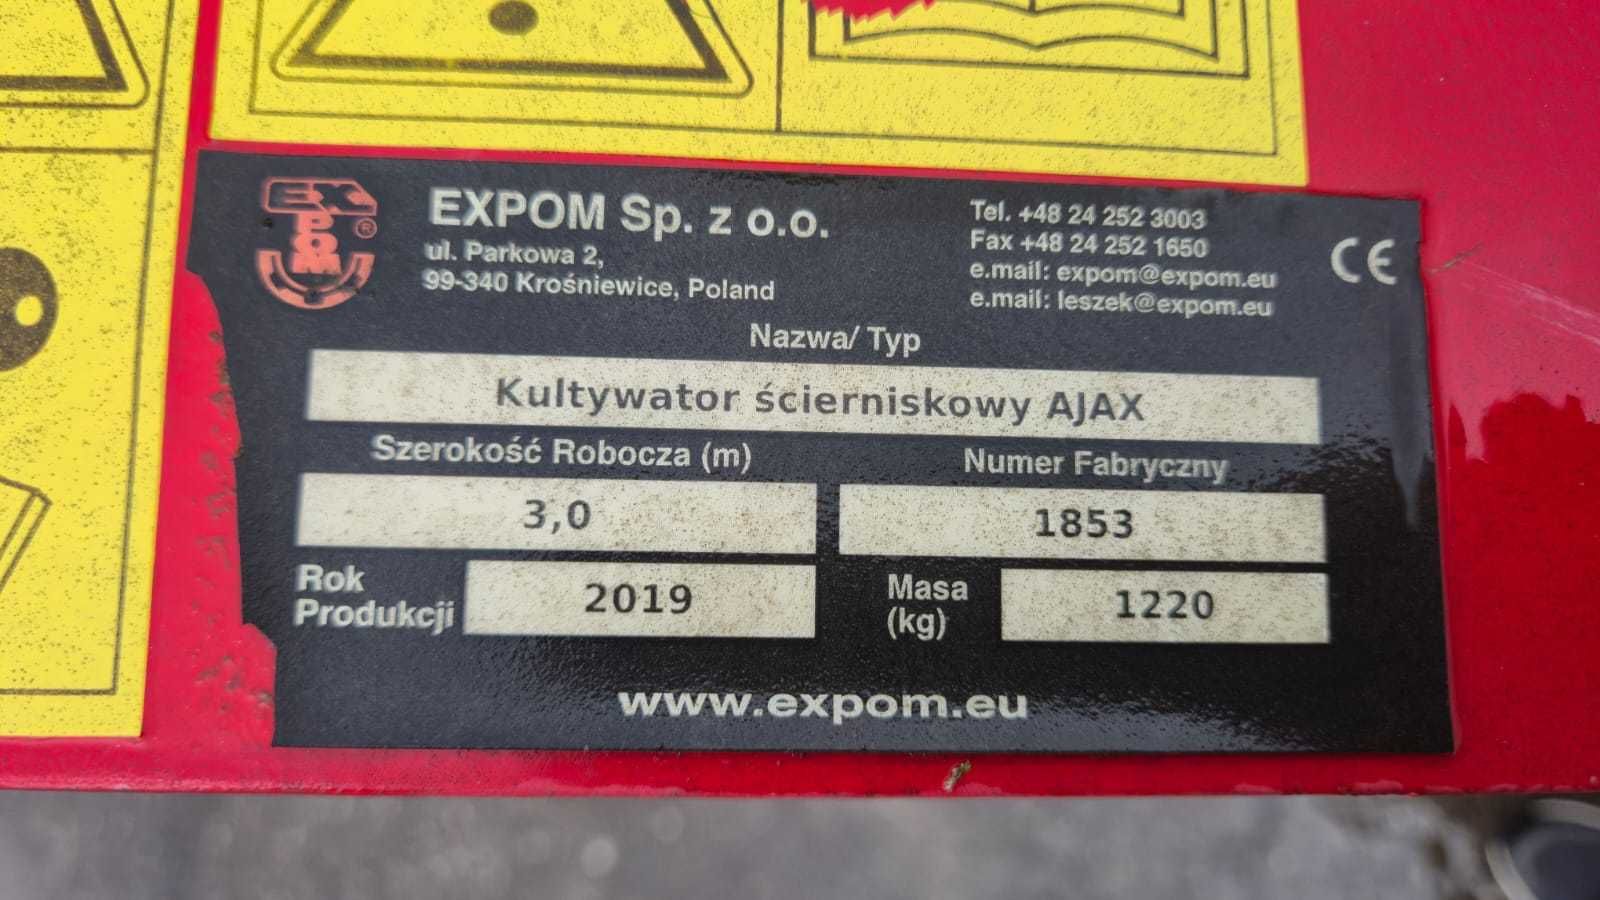 EXPOM ®
EXPOM Sp. z o.o.
ul. Parkowa 2,
99-340 Krośniewice, Poland
Tel. +48 24 252 3003
Fax +48 24 252 1650
e.mail: expom@expom.eu
e.mail: leszek@expom.eu
CE
Nazwa/ Typ
Kultywator ścierniskowy AJAX
Szerokość Robocza (m)
3,0
Numer Fabryczny
1853
Rok
Produkcji
2019
Masa
(kg)
1220
www.expom.eu